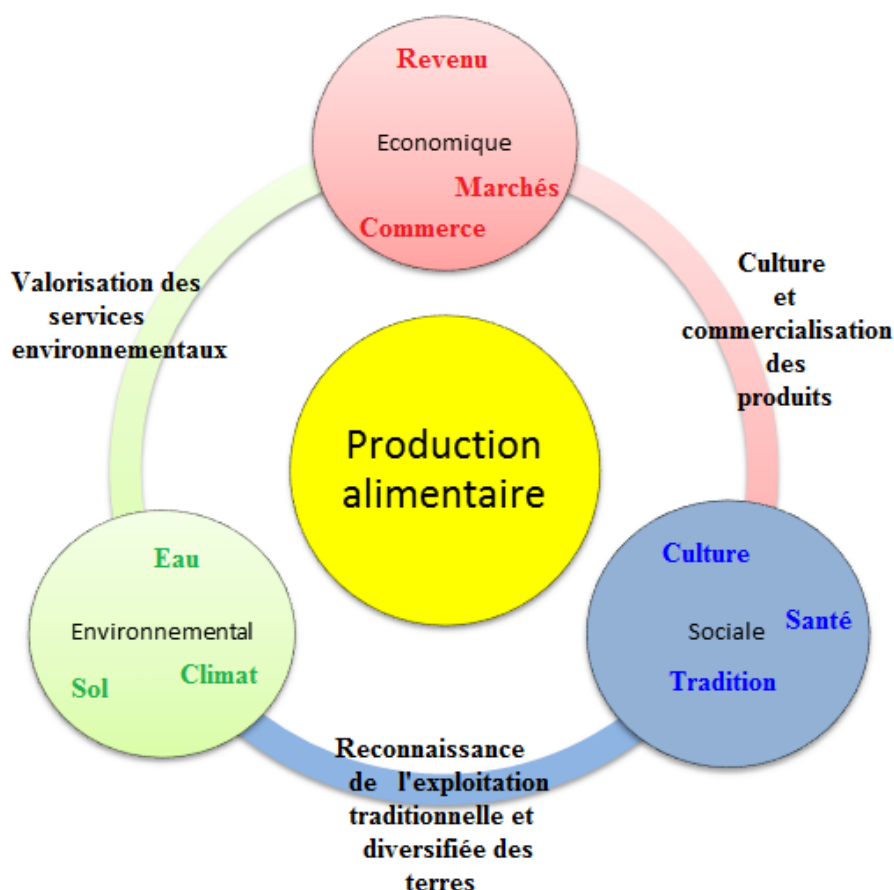 Revenu
Economique
Marchés
Commerce
Valorisation des
services
environnementaux
Culture
et
commercialisation
des
produits
Production
alimentaire
Eau
Environnemental
Climat
Sol
Culture
Santé
Sociale
Tradition
Reconnaissance
de l'exploitation
traditionnelle et
diversifiée des
terres